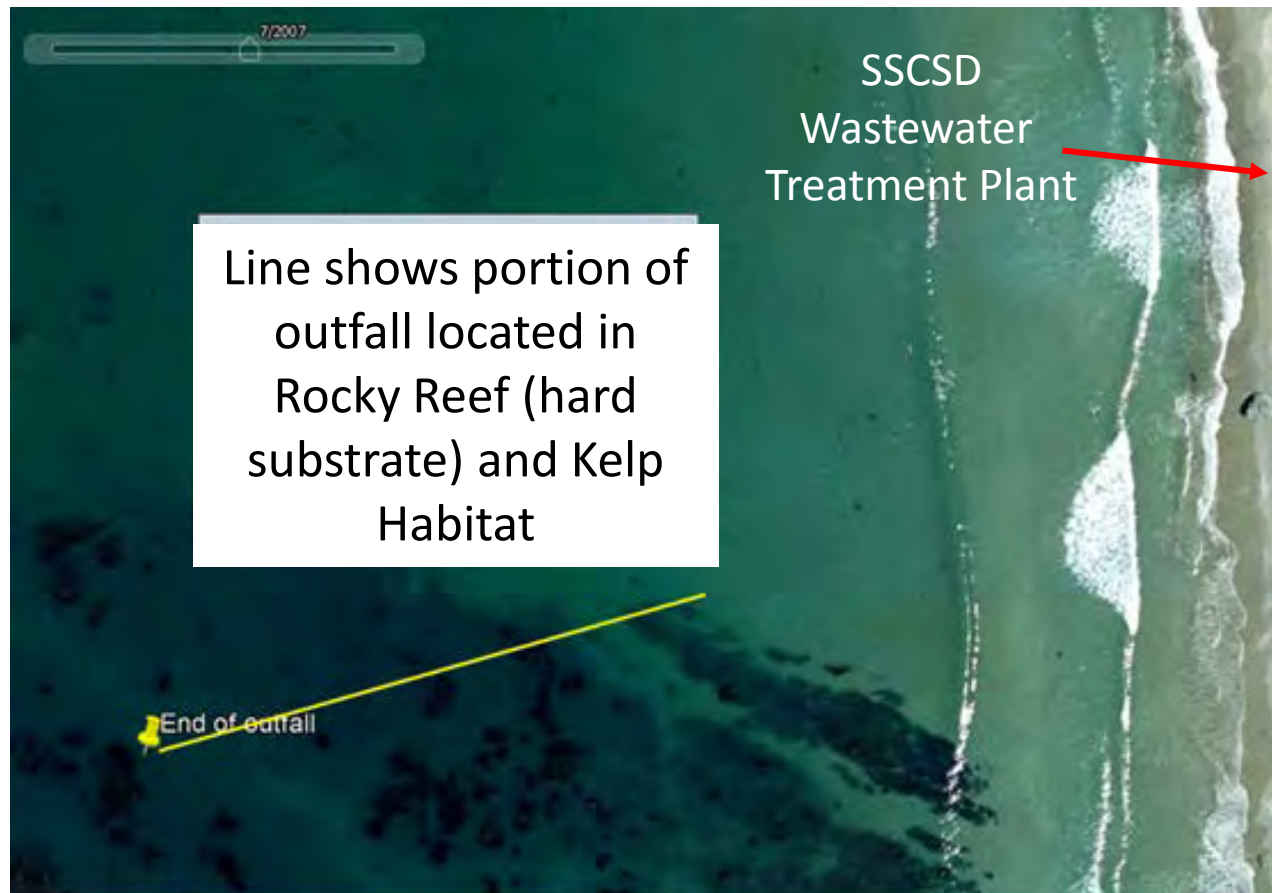 7/2007
SSCSD
Wastewater
Treatment Plant
Line shows portion of
outfall located in
Rocky Reef (hard
substrate) and Kelp
Habitat
End of outfall